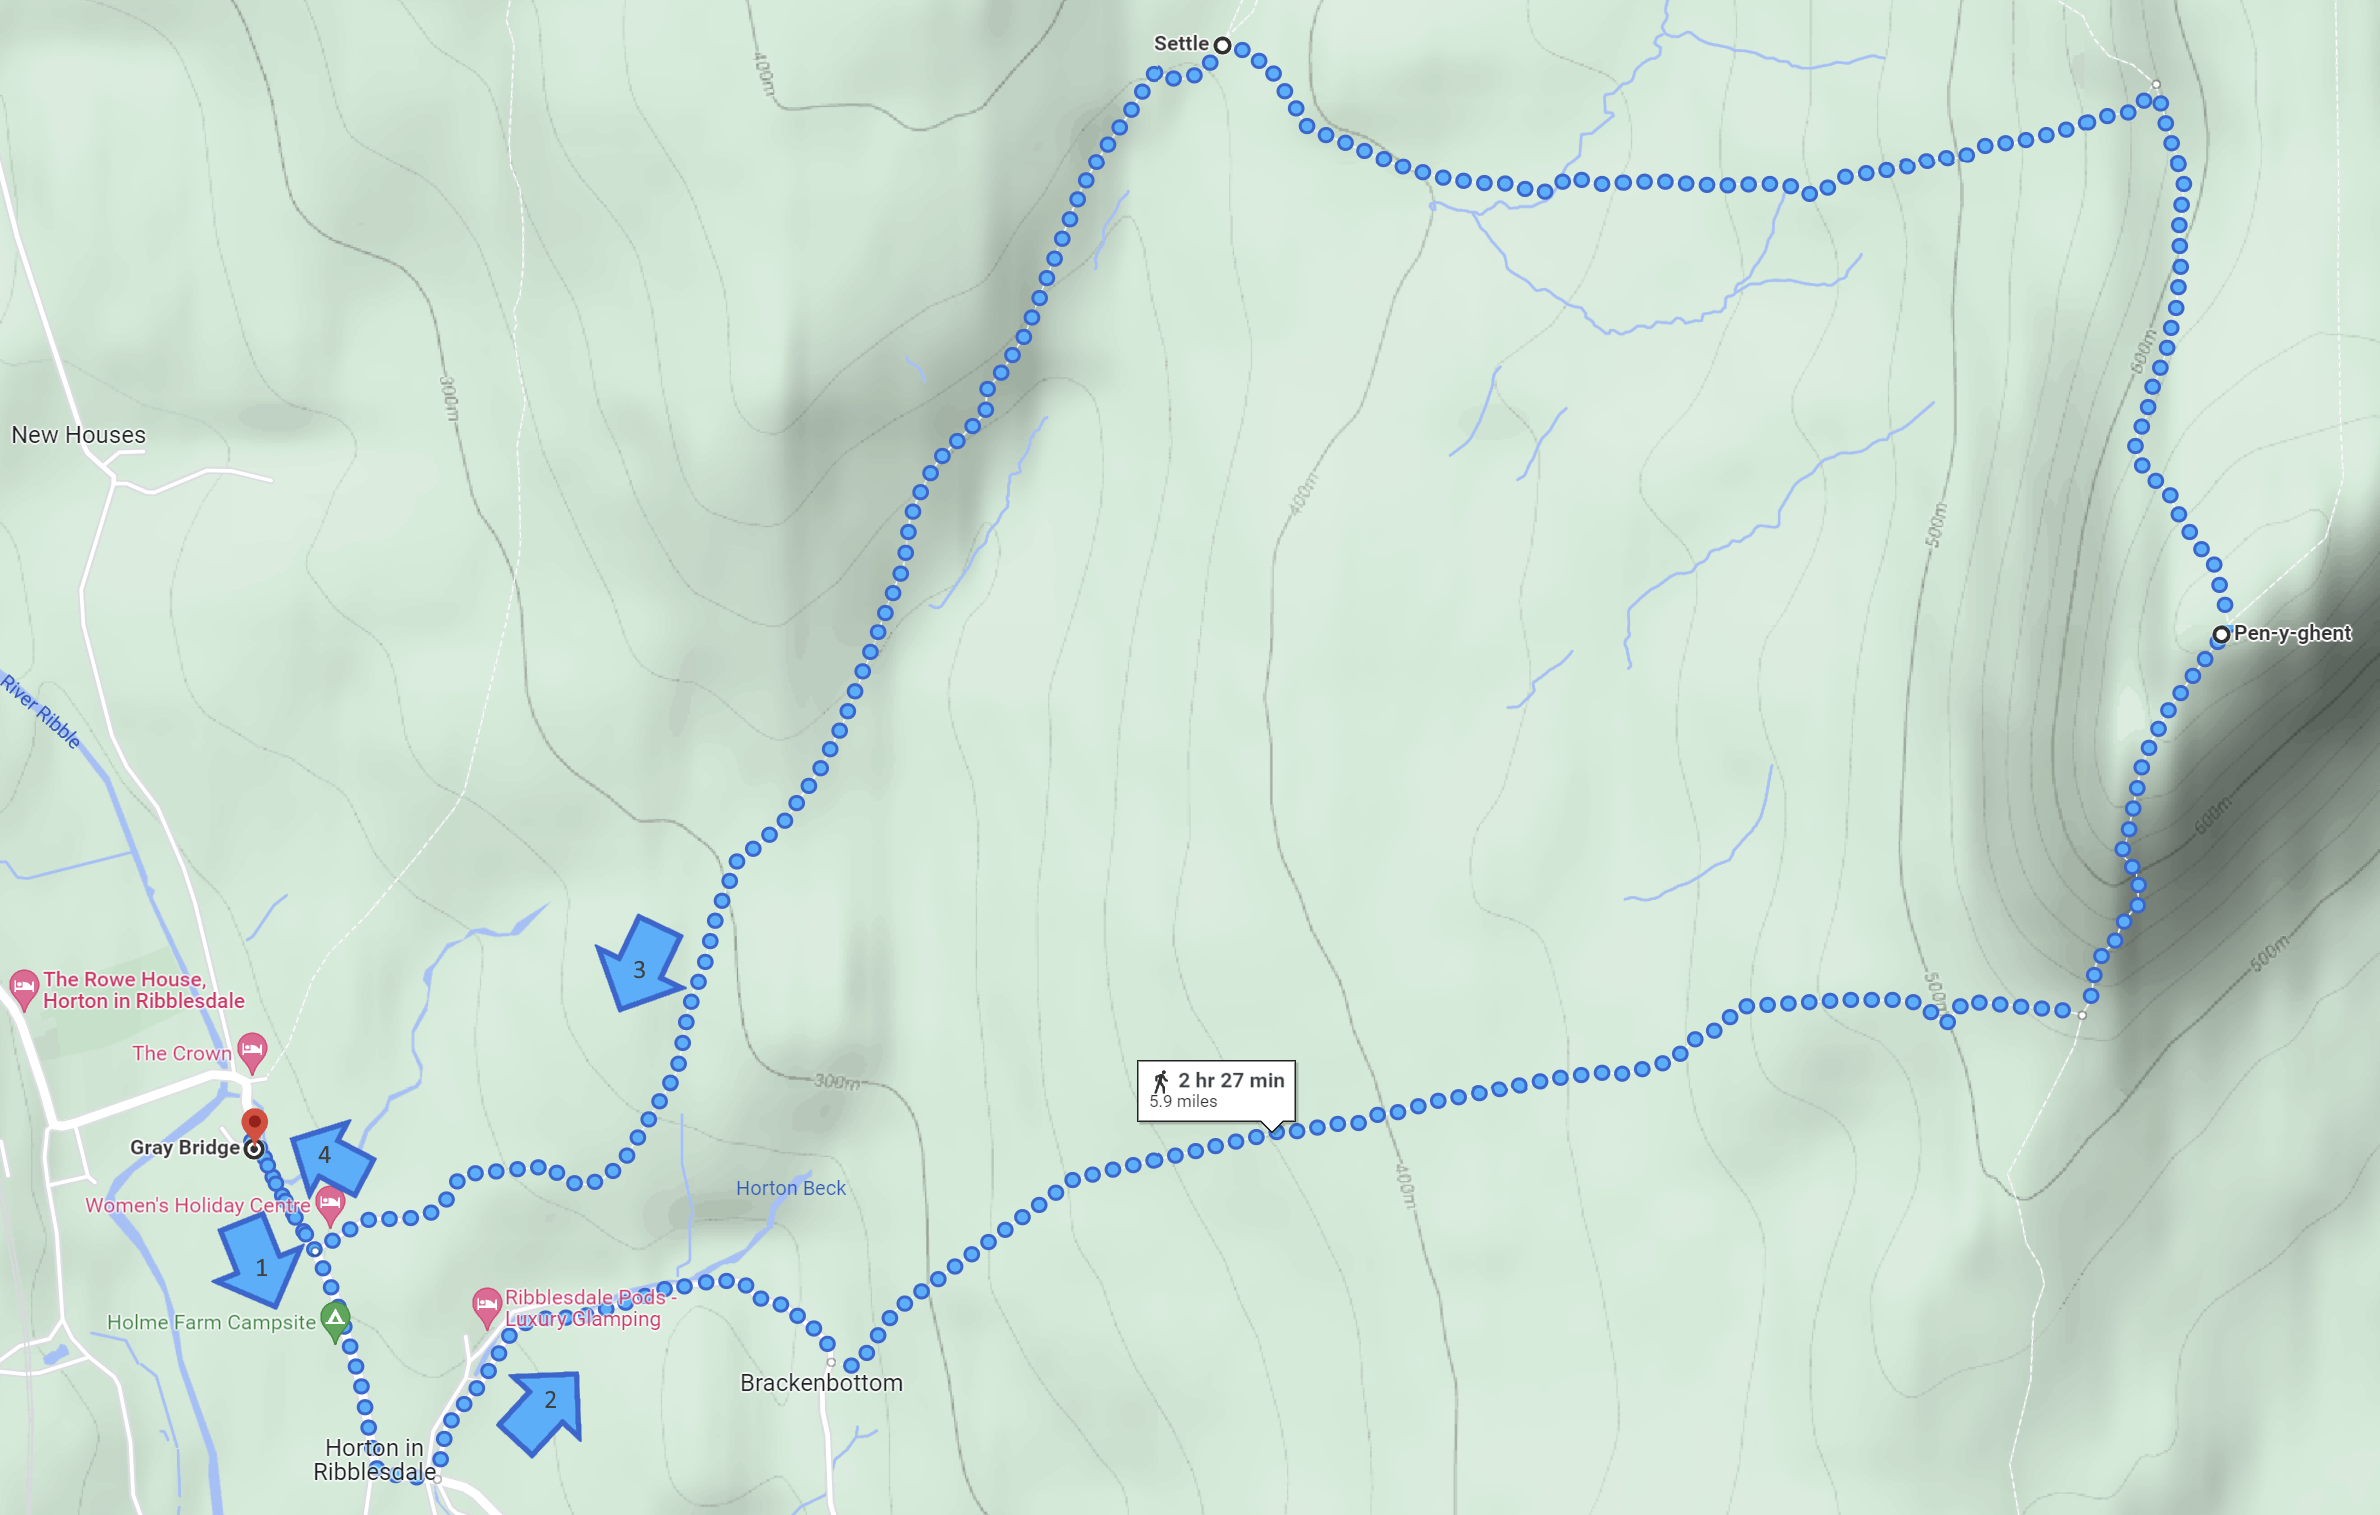 Settle
400m
600m
300m
New Houses
400m
500m
Pen-y-ghent
River Ribble
600m
3
500m
500m
The Rowe House,
Horton in Ribblesdale
The Crown
300m
2 hr 27 min
5.9 miles
Gray Bridge
4
400m
Horton Beck
Women's Holiday Centre
1
Ribblesdale Pods -
Luxury Glamping
Holme Farm Campsite
Brackenbottom
2
Horton in
Ribblesdale